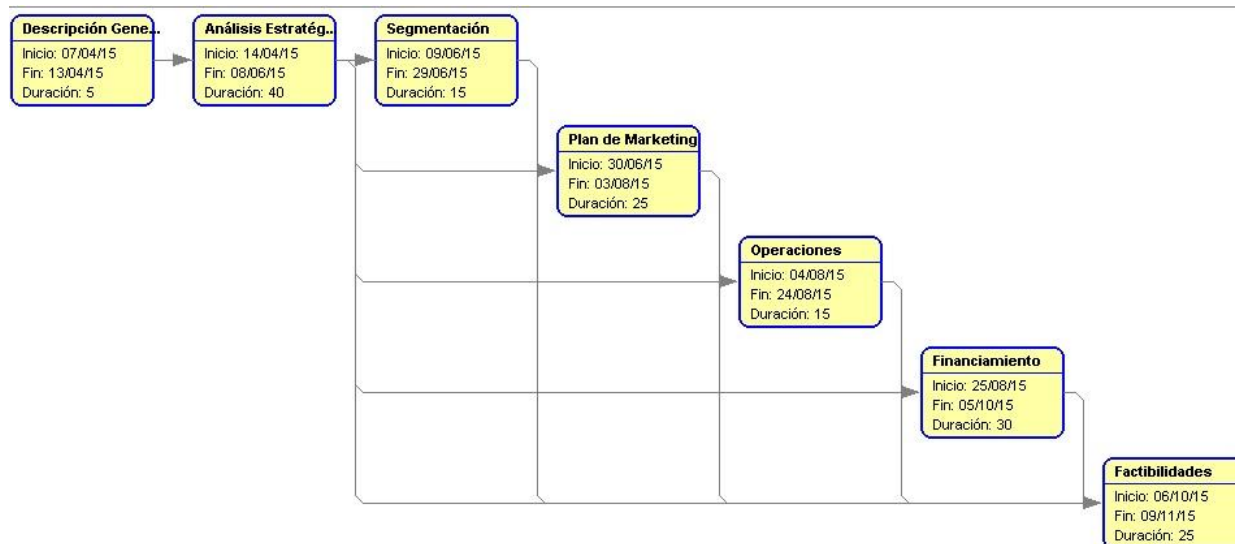 Descripción Gene...
Inicio: 07/04/15
Fin: 13/04/15
Duración: 5
Análisis Estratég...
Inicio: 14/04/15
Fin: 08/06/15
Duración: 40
Segmentación
Inicio: 09/06/15
Fin: 29/06/15
Duración: 15
Plan de Marketing
Inicio: 30/06/15
Fin: 03/08/15
Duración: 25
Operaciones
Inicio: 04/08/15
Fin: 24/08/15
Duración: 15
Financiamiento
Inicio: 25/08/15
Fin: 05/10/15
Duración: 30
Factibilidades
Inicio: 06/10/15
Fin: 09/11/15
Duración: 25